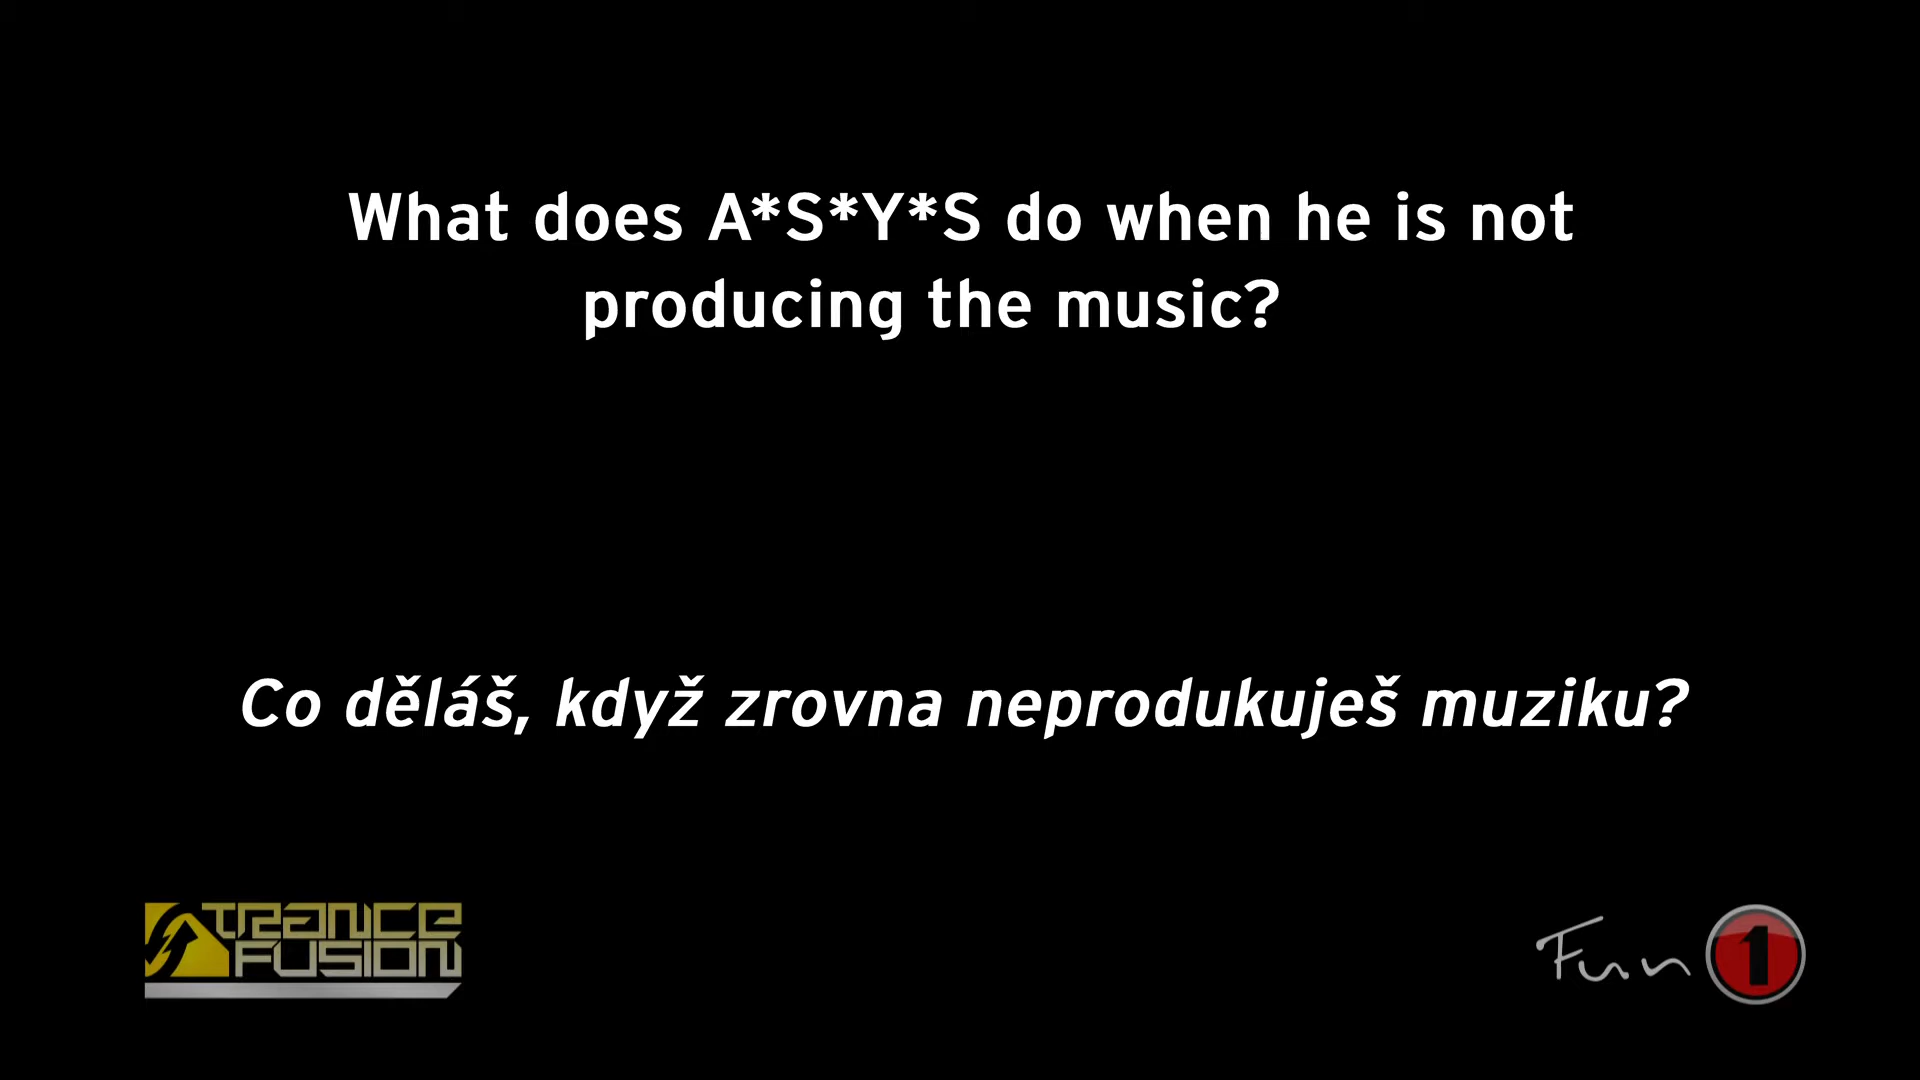 What does A*S*Y*S do when he is not
producing the music?
Co děláš, když zrovna neprodukuješ muziku?
TRANCE
FUSION
Fun 1